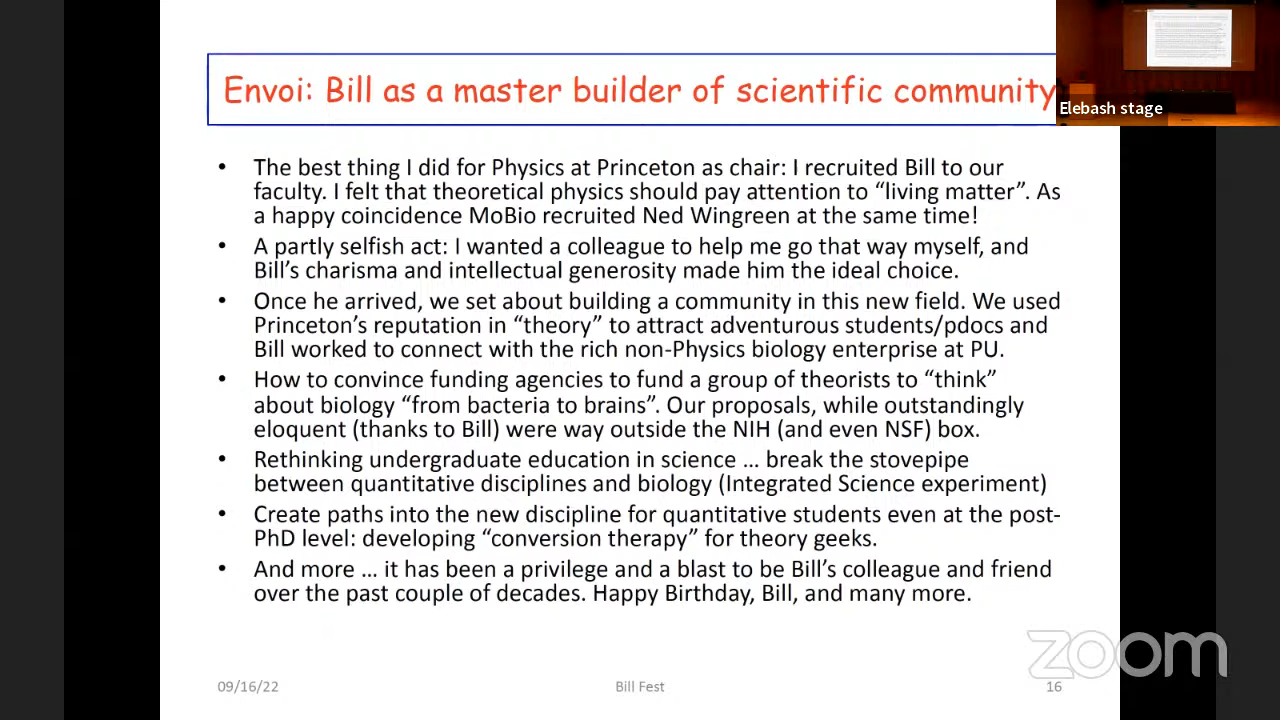 Envoi: Bill as a master builder of scientific community
Elebash stage
• The best thing I did for Physics at Princeton as chair: I recruited Bill to our
faculty. I felt that theoretical physics should pay attention to “living matter”. As
a happy coincidence MoBio recruited Ned Wingreen at the same time!
• A partly selfish act: I wanted a colleague to help me go that way myself, and
Bill’s charisma and intellectual generosity made him the ideal choice.
• Once he arrived, we set about building a community in this new field. We used
Princeton’s reputation in “theory” to attract adventurous students/pdocs and
Bill worked to connect with the rich non-Physics biology enterprise at PU.
• How to convince funding agencies to fund a group of theorists to “think”
about biology “from bacteria to brains”. Our proposals, while outstandingly
eloquent (thanks to Bill) were way outside the NIH (and even NSF) box.
• Rethinking undergraduate education in science … break the stovepipe
between quantitative disciplines and biology (Integrated Science experiment)
• Create paths into the new discipline for quantitative students even at the post-
PhD level: developing “conversion therapy” for theory geeks.
• And more … it has been a privilege and a blast to be Bill’s colleague and friend
over the past couple of decades. Happy Birthday, Bill, and many more.
zoom
09/16/22
Bill Fest
16